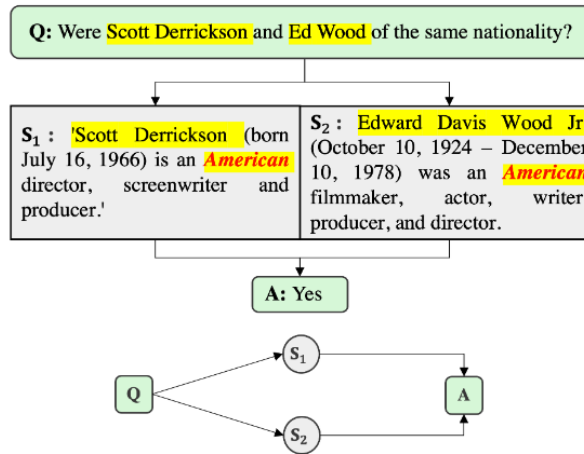 Q: Were Scott Derrickson and Ed Wood of the same nationality?
S1 : 'Scott Derrickson (born
July 16, 1966) is an American
director, screenwriter and
producer.'
S2 : Edward Davis Wood Jr.
(October 10, 1924 – December
10, 1978) was an American
filmmaker, actor, writer,
producer, and director.
A: Yes
S1
Q
A
S2